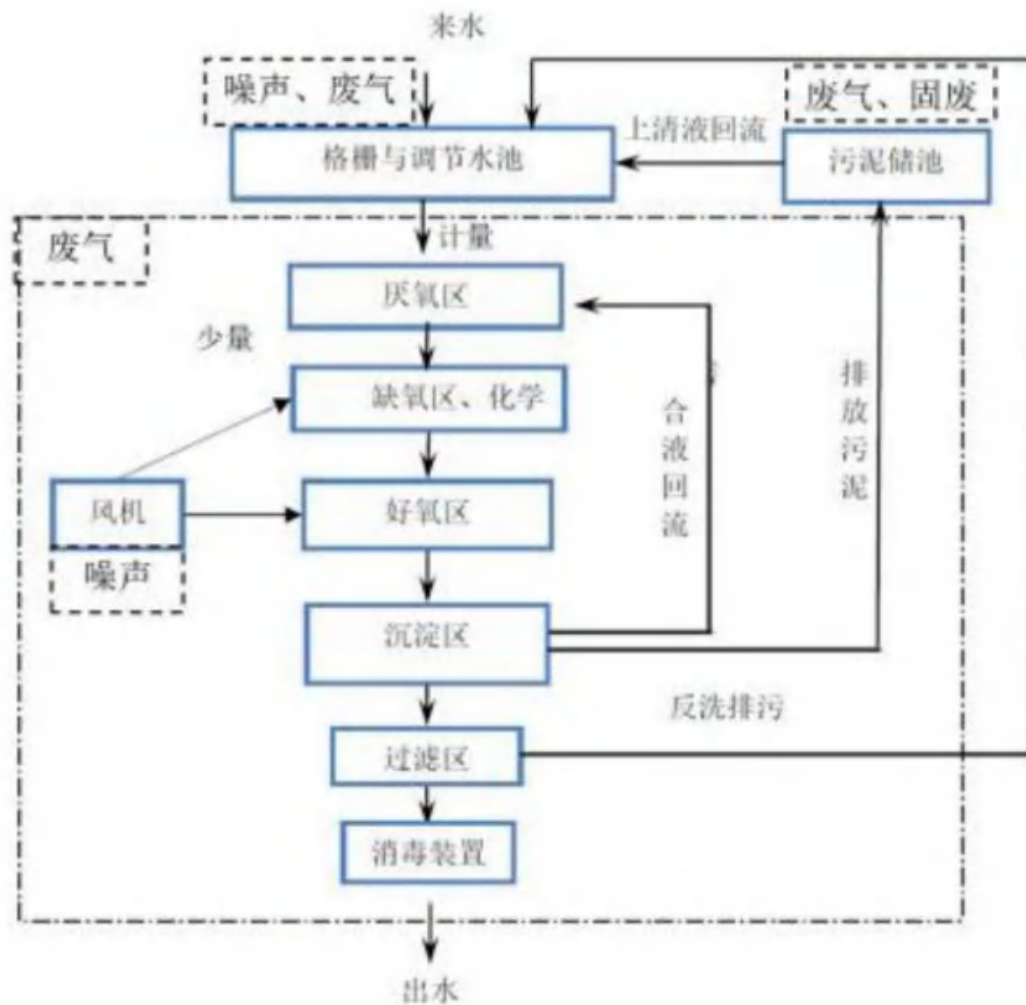 来水
噪声、废气
废气、固废
上清液回流
格栅与调节水池
污泥储池
废气
计量
厌氧区
少量
缺氧区、化学
合液回流
排放污泥
风机
好氧区
噪声
沉淀区
反洗排污
过滤区
消毒装置
出水